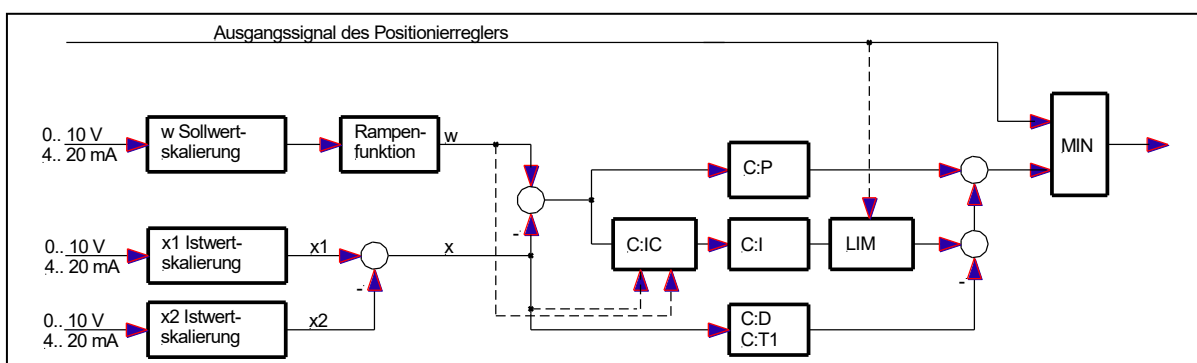 Ausgangssignal des Positionierreglers
0.. 10 V
4.. 20 mA
w Sollwert-
skalierung
Rampen-
funktion
w
MIN
C:P
0.. 10 V
4.. 20 mA
x1 Istwert-
skalierung
x1
x
-
-
C:IC
C:I
LIM
-
0.. 10 V
4.. 20 mA
x2 Istwert-
skalierung
x2
C:D
C:T1